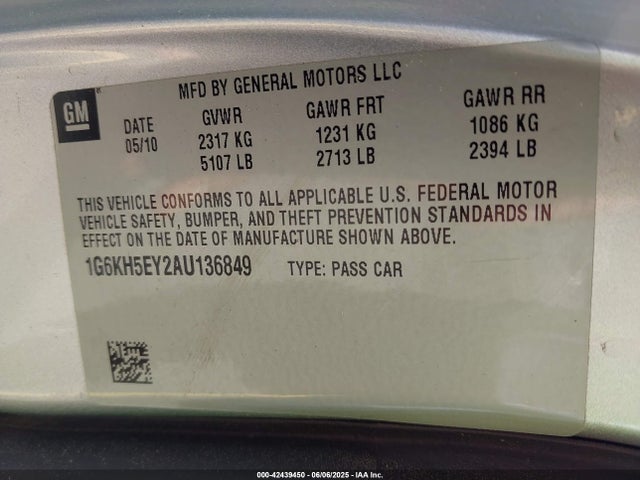 MFD BY GENERAL MOTORS LLC
GM
DATE GVWR GAWR FRT GAWR RR
05/10 2317 KG 1231 KG 1086 KG
5107 LB 2713 LB 2394 LB
THIS VEHICLE CONFORMS TO ALL APPLICABLE U.S. FEDERAL MOTOR
VEHICLE SAFETY, BUMPER, AND THEFT PREVENTION STANDARDS IN
EFFECT ON THE DATE OF MANUFACTURE SHOWN ABOVE.
1G6KH5EY2AU136849 TYPE: PASS CAR
000-42439450 - 06/06/2025 - IAA Inc.